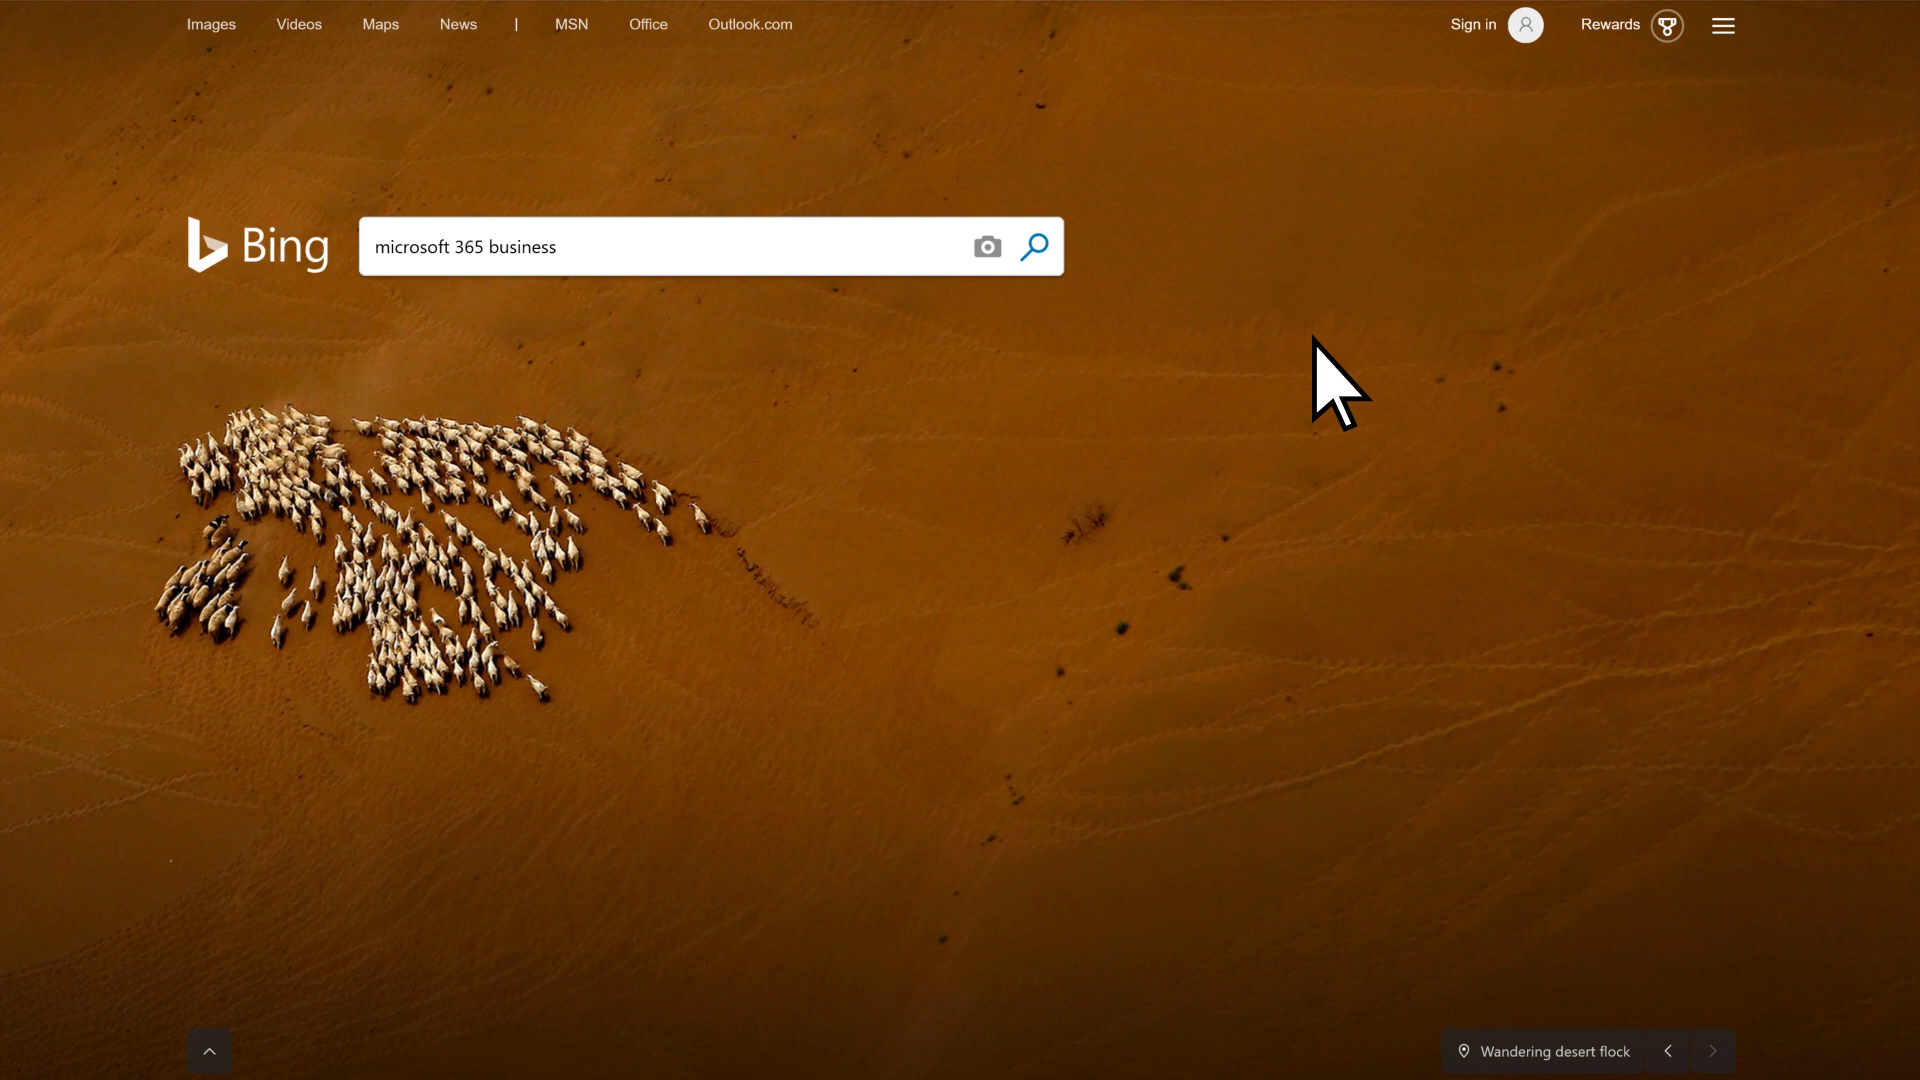 Images Videos Maps News | MSN Office Outlook.com Sign in Rewards
Bing microsoft 365 business
Wandering desert flock